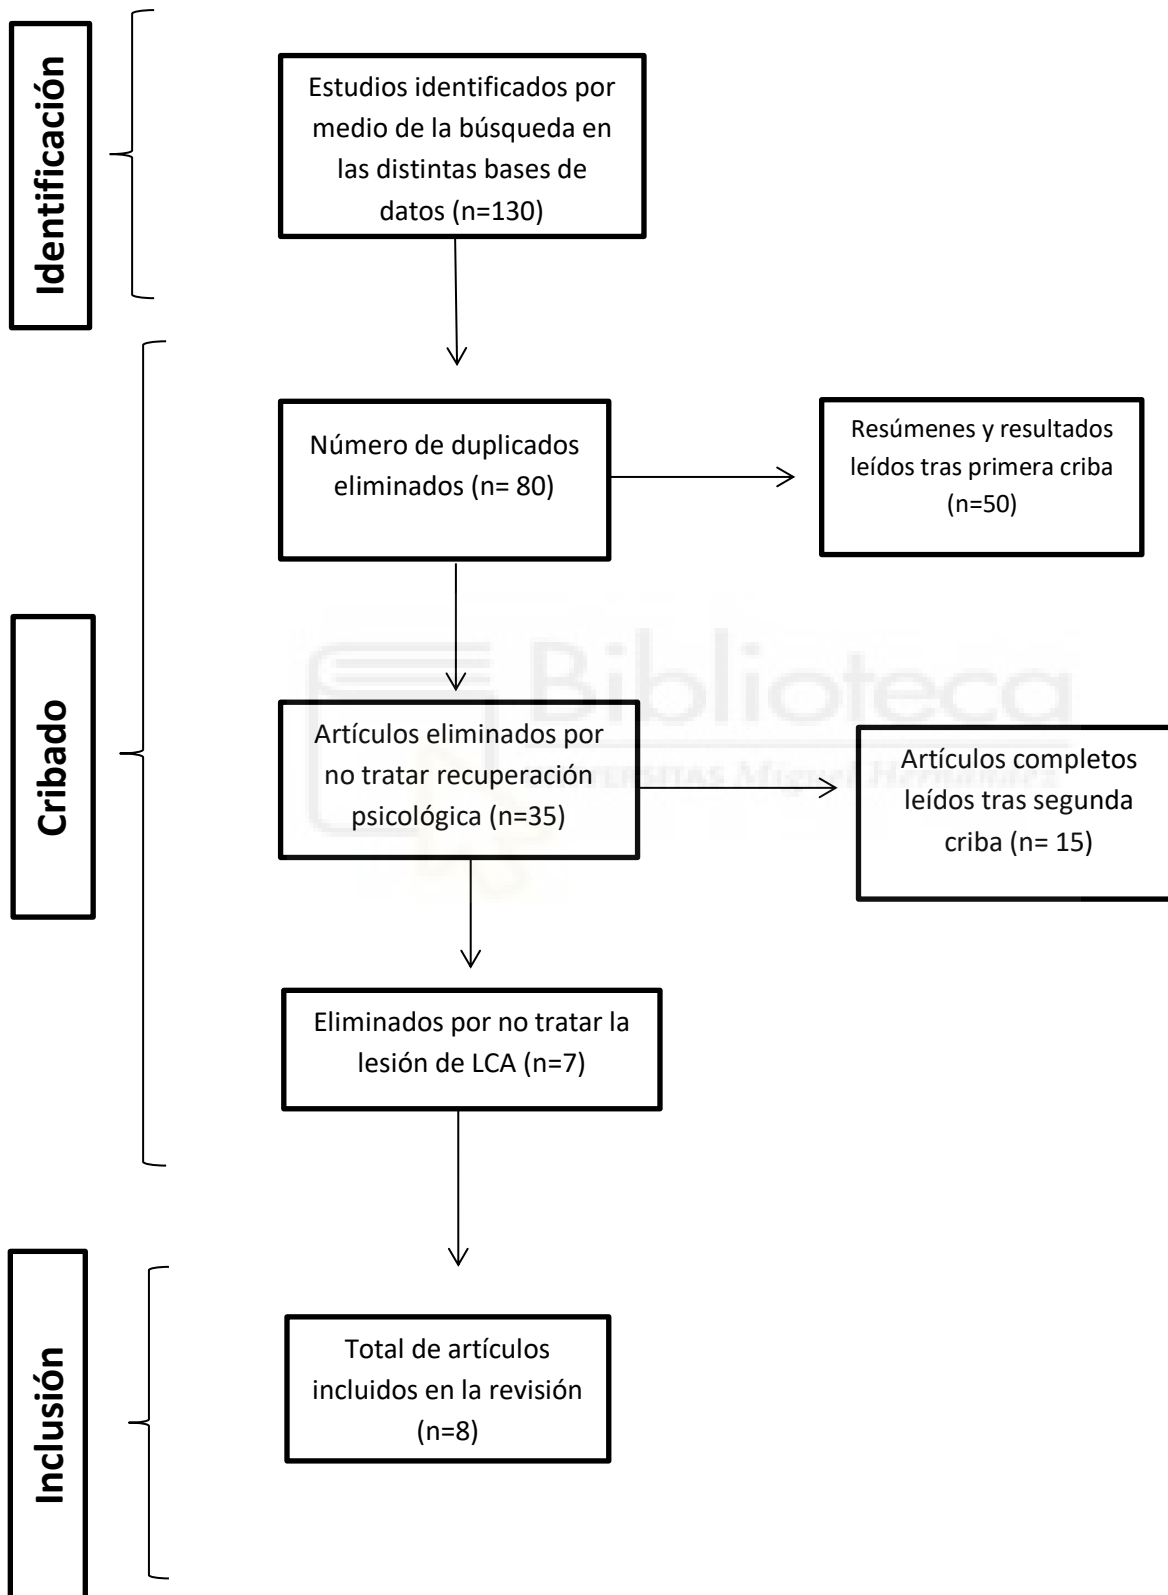 Identificación
Estudios identificados por
medio de la búsqueda en
las distintas bases de
datos (n=130)
Cribado
Número de duplicados
eliminados (n= 80)
Resúmenes y resultados
leídos tras primera criba
(n=50)
Biblioteca
UNIVERSITAS Miguel Hernández
Artículos eliminados por
no tratar recuperación
psicológica (n=35)
Artículos completos
leídos tras segunda
criba (n= 15)
Eliminados por no tratar la
lesión de LCA (n=7)
Inclusión
Total de artículos
incluidos en la revisión
(n=8)